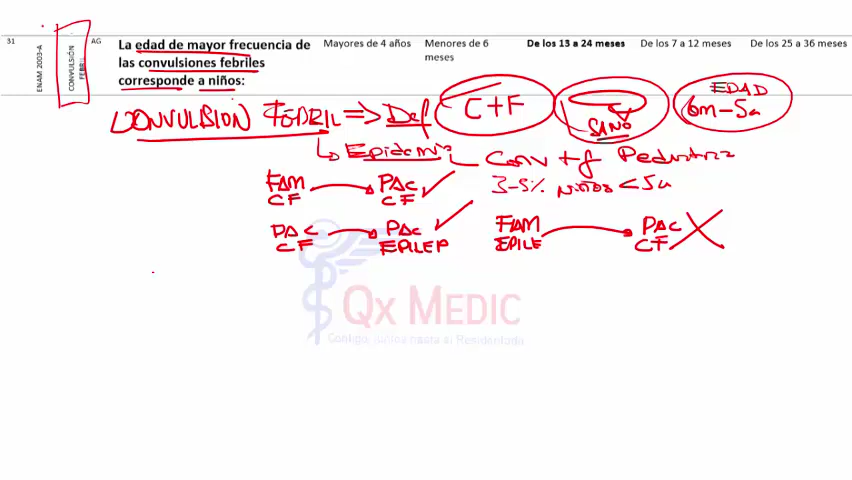 31
ENAM 2003-A
CONVULSIÓN
FEBRIL
AG
La edad de mayor frecuencia de
las convulsiones febriles
corresponde a niños:
Mayores de 4 años
Menores de 6
meses
De los 13 a 24 meses
De los 7 a 12 meses
De los 25 a 36 meses
CONVULSION FEBRIL => Def
C + F
SANO
EDAD
6m - 5a
Epidemio
Conv + f Pediatria
3-5% niños < 5a
FAM
CF
PAC
CF
PAC
CF
PAC
EPILEP
FAM
EPILE
PAC
CF
QX MEDIC
Contigo, juntos hasta el Residentado